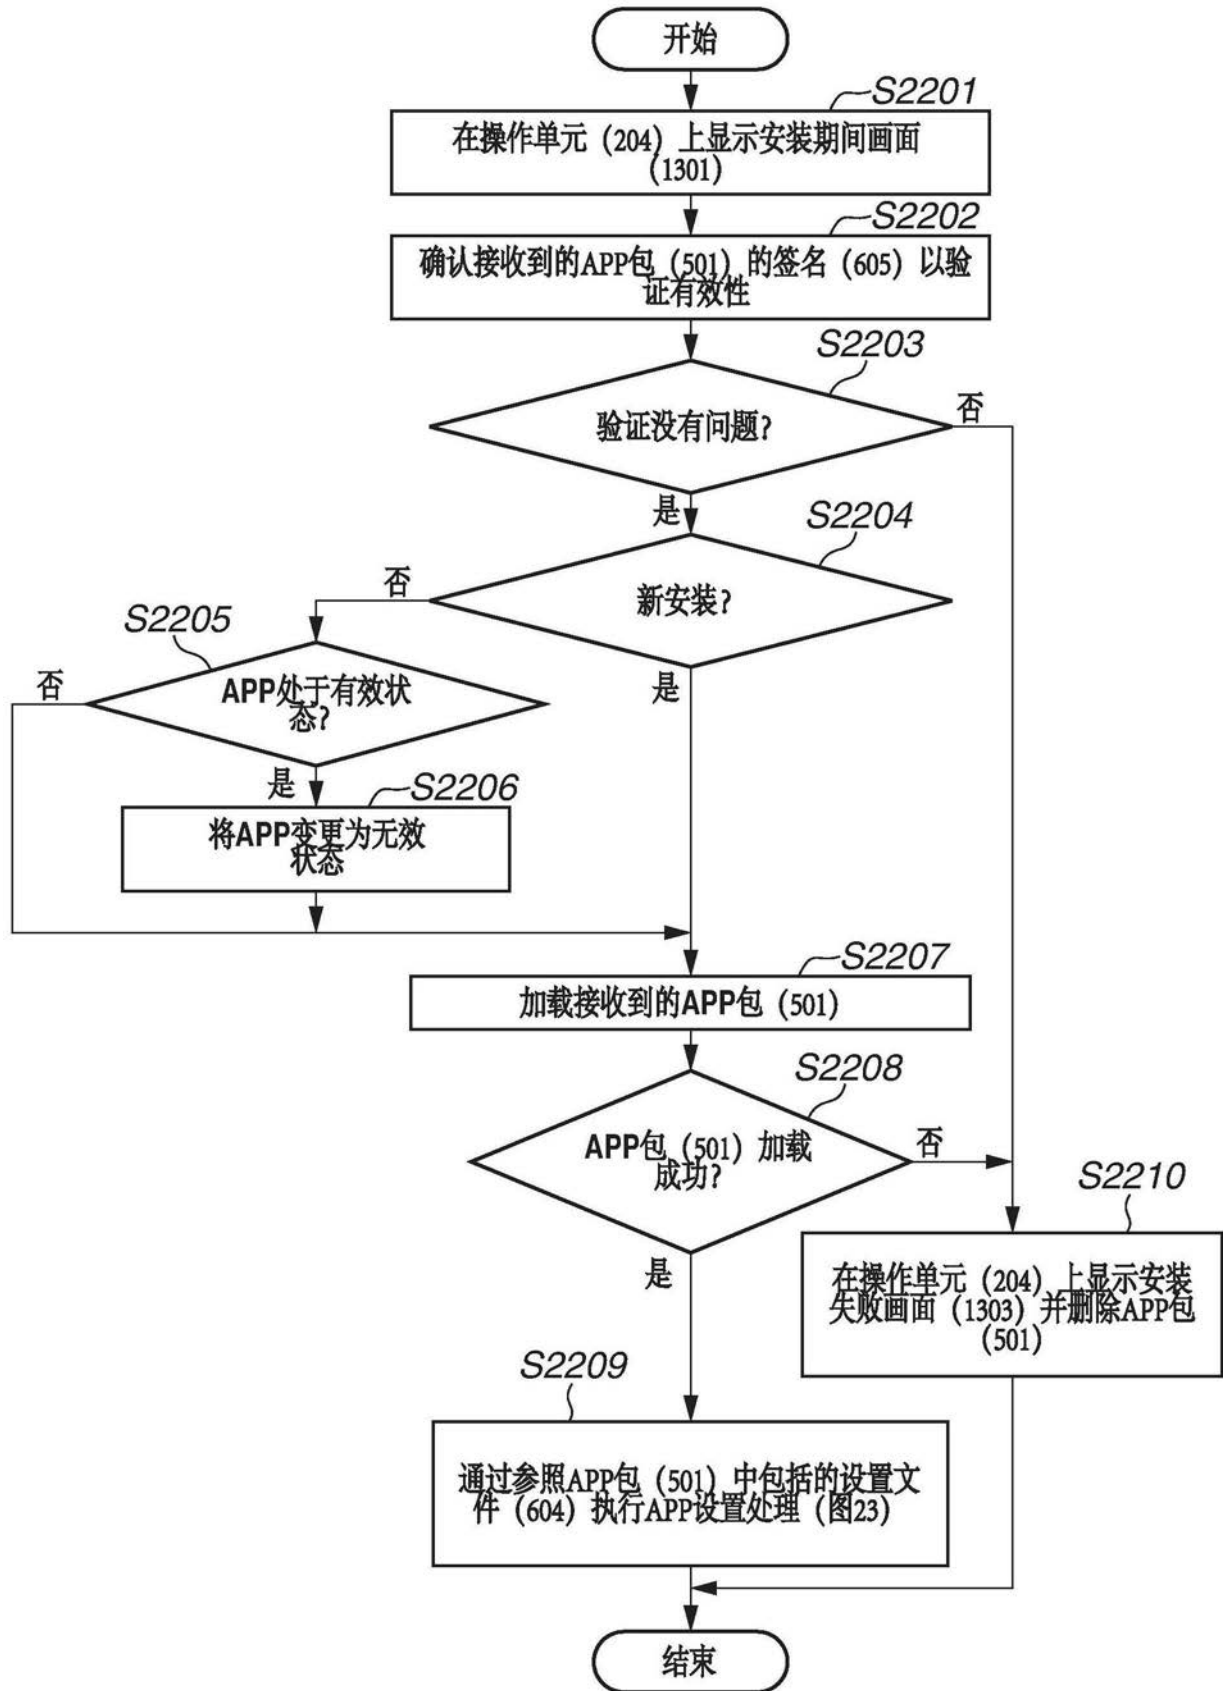 开始
S2201
在操作单元（204）上显示安装期间画面
（1301）
S2202
确认接收到的APP包（501）的签名（605）以验
证有效性
S2203
验证没有问题？
否
是
S2204
新安装？
否
是
S2205
APP处于有效状
态？
否
是
S2206
将APP变更为无效
状态
S2207
加载接收到的APP包（501）
S2208
APP包（501）加载
成功？
否
是
S2210
在操作单元（204）上显示安装
失败画面（1303）并删除APP包
（501）
S2209
通过参照APP包（501）中包括的设置文
件（604）执行APP设置处理（图23）
结束